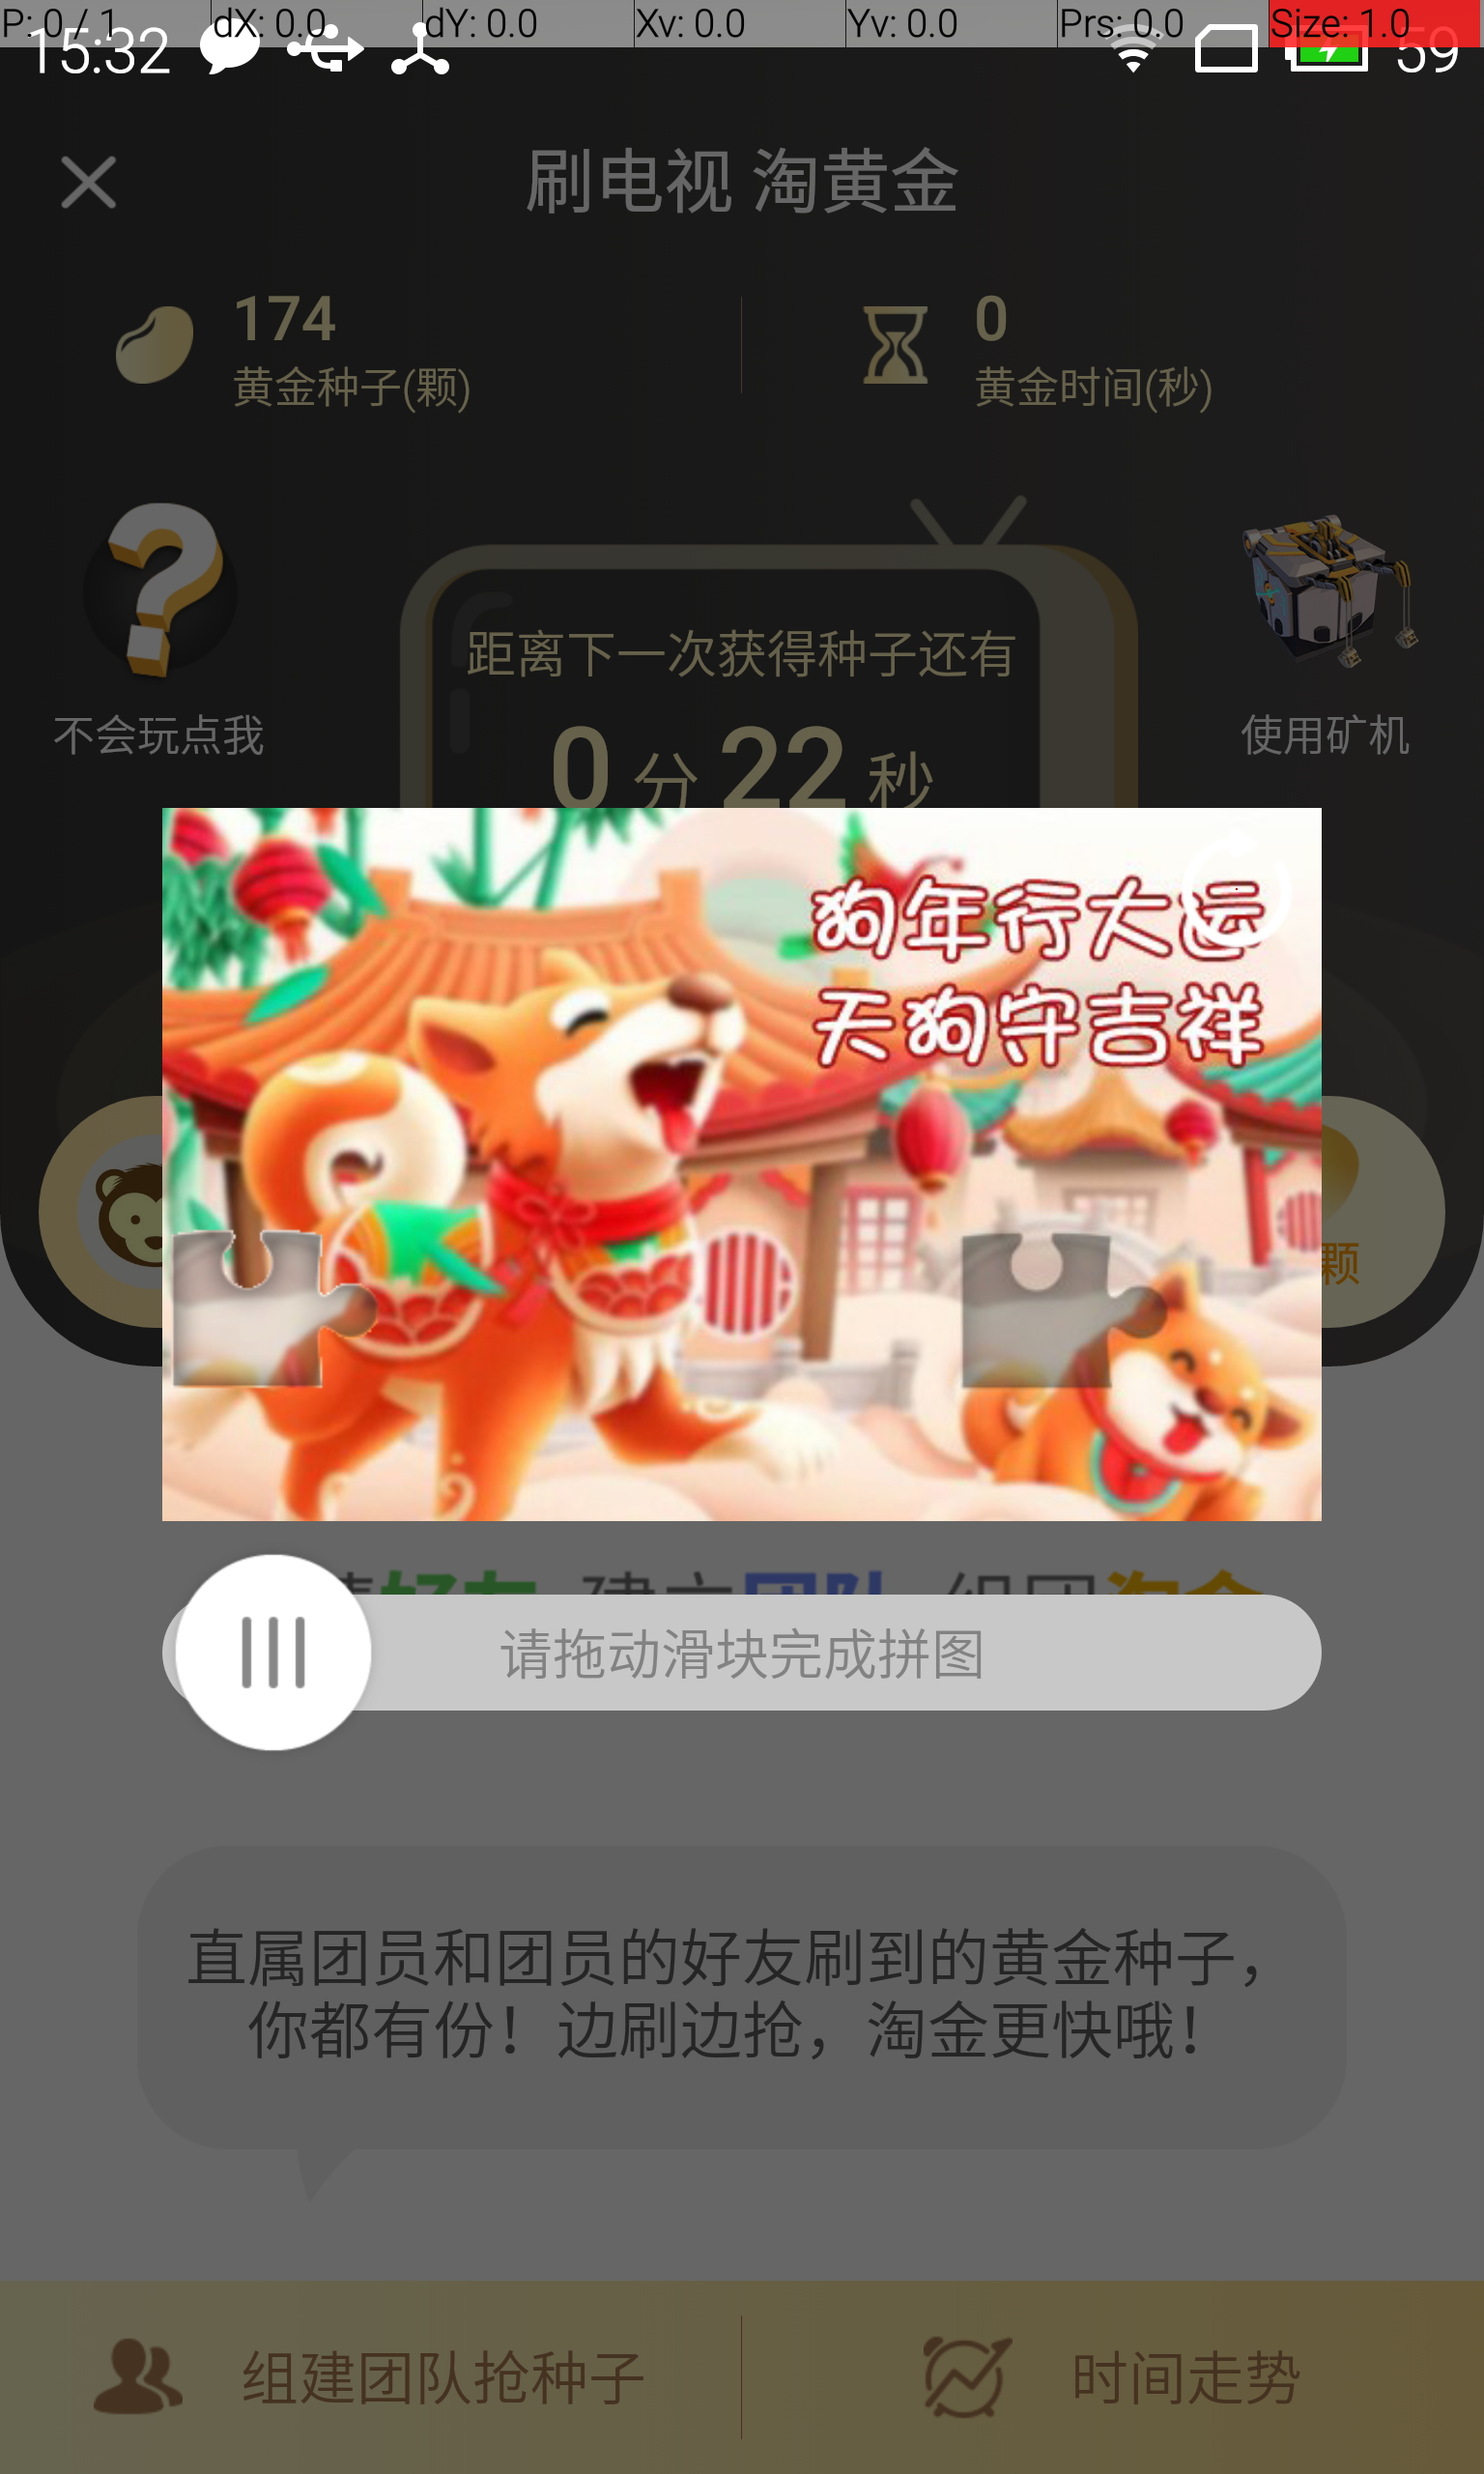 P: 0 / 1 dX: 0.0 dY: 0.0 Xv: 0.0 Yv: 0.0 Prs: 0.0 Size: 1.0
15:32 59
刷电视 淘黄金
174
黄金种子(颗)
0
黄金时间(秒)
不会玩点我
距离下一次获得种子还有
0 分 22 秒
使用矿机
狗年行大运
天狗守吉祥
颗
请拖动滑块完成拼图
直属团员和团员的好友刷到的黄金种子，
你都有份！边刷边抢，淘金更快哦！
组建团队抢种子
时间走势